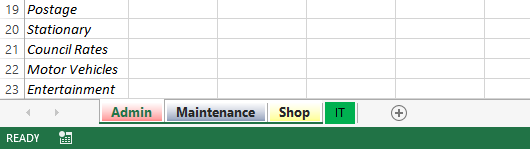 19 Postage
20 Stationary
21 Council Rates
22 Motor Vehicles
23 Entertainment
Admin Maintenance Shop IT
READY